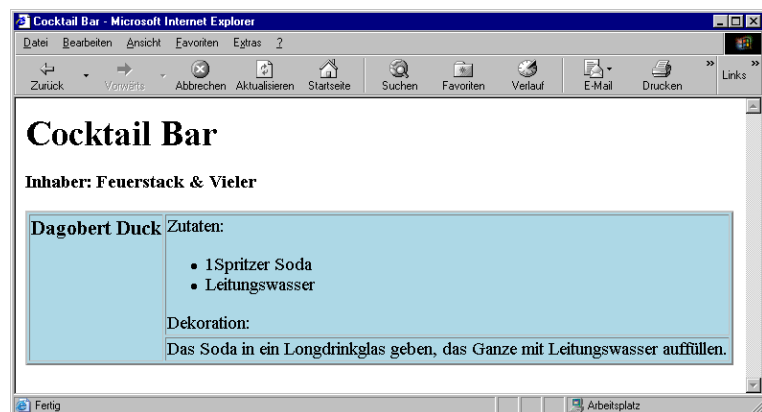 Cocktail Bar - Microsoft Internet Explorer
Datei Bearbeiten Ansicht Favoriten Extras ?
Zurück Vorwärts Abbrechen Aktualisieren Startseite Suchen Favoriten Verlauf E-Mail Drucken » Links »
Cocktail Bar
Inhaber: Feuerstack & Vieler
Dagobert Duck Zutaten:
• 1Spritzer Soda
• Leitungswasser
Dekoration:
Das Soda in ein Longdrinkglas geben, das Ganze mit Leitungswasser auffüllen.
Fertig Arbeitsplatz